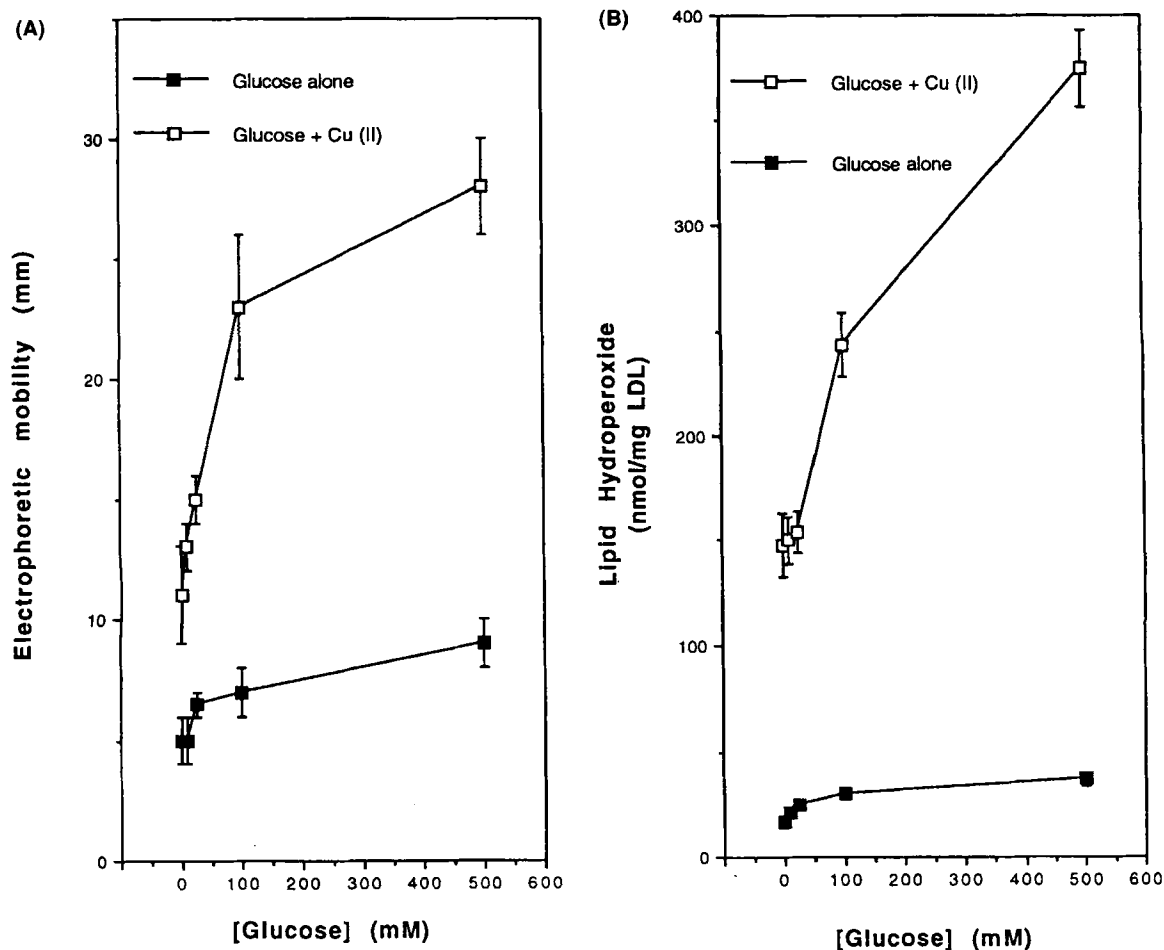 (A)
Glucose alone
Glucose + Cu (II)
Electrophoretic mobility (mm)
30
20
10
0
0 100 200 300 400 500 600
[Glucose] (mM)
(B)
Glucose + Cu (II)
Glucose alone
Lipid Hydroperoxide
(nmol/mg LDL)
400
300
200
100
0
0 100 200 300 400 500 600
[Glucose] (mM)